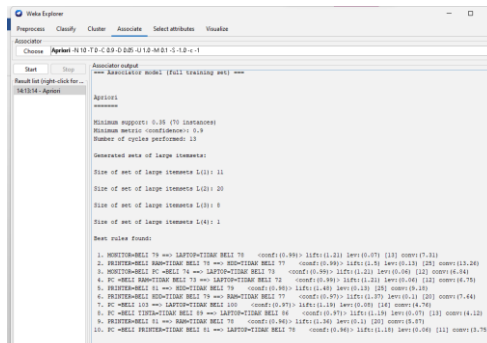 Weka Explorer
Preprocess Classify Cluster Associate Select attributes Visualize
Associator
Choose Apriori -N 10 -T 0 -C 0.9 -D 0.05 -U 1.0 -M 0.1 -S -1.0 -c -1
Start Stop
Associator output
Result list (right-click for ...
14:13:14 - Apriori
=== Associator model (full training set) ===
Apriori
=======
Minimum support: 0.35 (70 instances)
Minimum metric <confidence>: 0.9
Number of cycles performed: 13
Generated sets of large itemsets:
Size of set of large itemsets L(1): 11
Size of set of large itemsets L(2): 20
Size of set of large itemsets L(3): 8
Size of set of large itemsets L(4): 1
Best rules found:
1. MONITOR=BELI 79 ==> LAPTOP=TIDAK BELI 78 <conf:(0.99)> lift:(1.21) lev:(0.07) [13] conv:(7.31)
2. PRINTER=BELI RAM=TIDAK BELI 78 ==> HDD=TIDAK BELI 77 <conf:(0.99)> lift:(1.5) lev:(0.13) [25] conv:(13.26)
3. MONITOR=BELI PC =BELI 74 ==> LAPTOP=TIDAK BELI 73 <conf:(0.99)> lift:(1.21) lev:(0.06) [12] conv:(6.84)
4. PC =BELI RAM=TIDAK BELI 73 ==> LAPTOP=TIDAK BELI 72 <conf:(0.99)> lift:(1.21) lev:(0.06) [12] conv:(6.75)
5. PRINTER=BELI 81 ==> HDD=TIDAK BELI 79 <conf:(0.98)> lift:(1.48) lev:(0.13) [25] conv:(9.18)
6. PRINTER=BELI HDD=TIDAK BELI 79 ==> RAM=TIDAK BELI 77 <conf:(0.97)> lift:(1.37) lev:(0.1) [20] conv:(7.64)
7. PC =BELI 103 ==> LAPTOP=TIDAK BELI 100 <conf:(0.97)> lift:(1.19) lev:(0.08) [16] conv:(4.76)
8. PC =BELI TINTA=TIDAK BELI 89 ==> LAPTOP=TIDAK BELI 86 <conf:(0.97)> lift:(1.19) lev:(0.07) [13] conv:(4.12)
9. PRINTER=BELI 81 ==> RAM=TIDAK BELI 78 <conf:(0.96)> lift:(1.36) lev:(0.1) [20] conv:(5.87)
10. PC =BELI PRINTER=TIDAK BELI 81 ==> LAPTOP=TIDAK BELI 78 <conf:(0.96)> lift:(1.18) lev:(0.06) [11] conv:(3.75